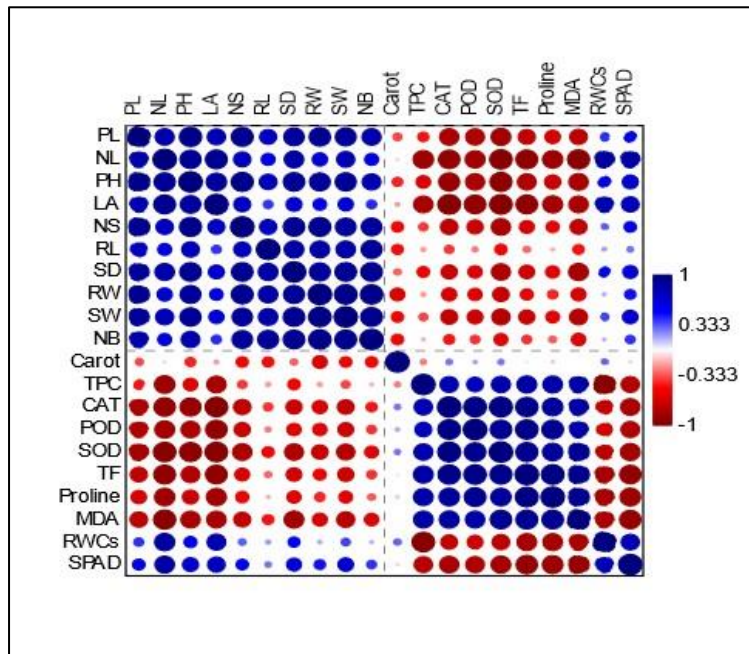 PL NL PH LA NS RL SD RW SW NB Carot TPC CAT POD SOD TF Proline MDA RWCs SPAD
PL
NL
PH
LA
NS
RL
SD
RW
SW
NB
Carot
TPC
CAT
POD
SOD
TF
Proline
MDA
RWCs
SPAD
1
0.333
-0.333
-1